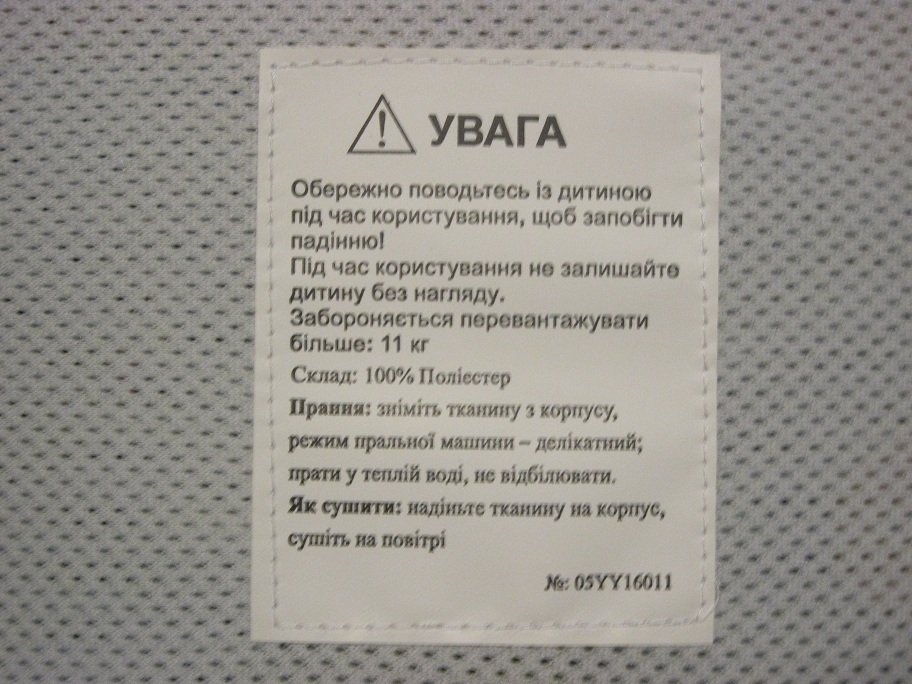 УВАГА
Обережно поводьтесь із дитиною
під час користування, щоб запобігти
падінню!
Під час користування не залишайте
дитину без нагляду.
Забороняється перевантажувати
більше: 11 кг
Склад: 100% Поліестер
Прання: зніміть тканину з корпусу,
режим пральної машини – делікатний;
прати у теплій воді, не відбілювати.
Як сушити: надіньте тканину на корпус,
сушіть на повітрі
№: 05YY16011